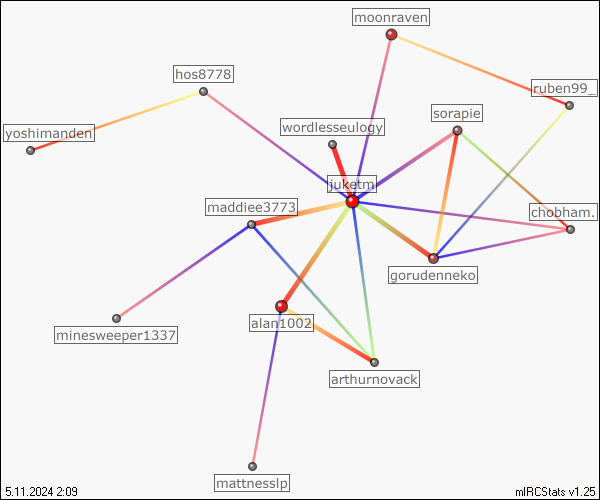 moonraven
hos8778
ruben99_
sorapie
wordlesseulogy
yoshimanden
juketm
maddiee3773
chobham.
gorudenneko
alan1002
minesweeper1337
arthurnovack
mattnesslp
5.11.2024 2:09
mIRCStats v1.25